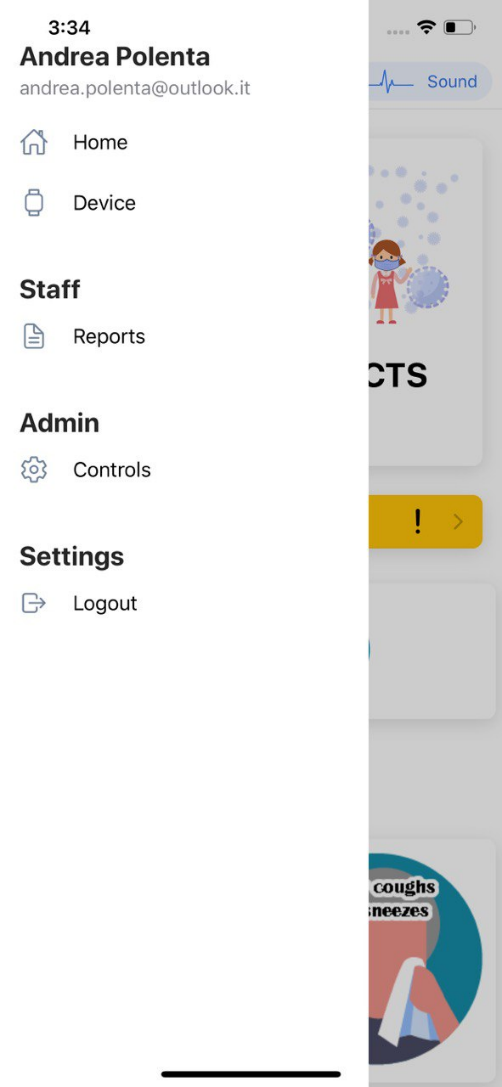 3:34
Andrea Polenta
andrea.polenta@outlook.it
Sound
Home
Device
Staff
Reports
CTS
Admin
Controls
!
Settings
Logout
coughs
sneezes